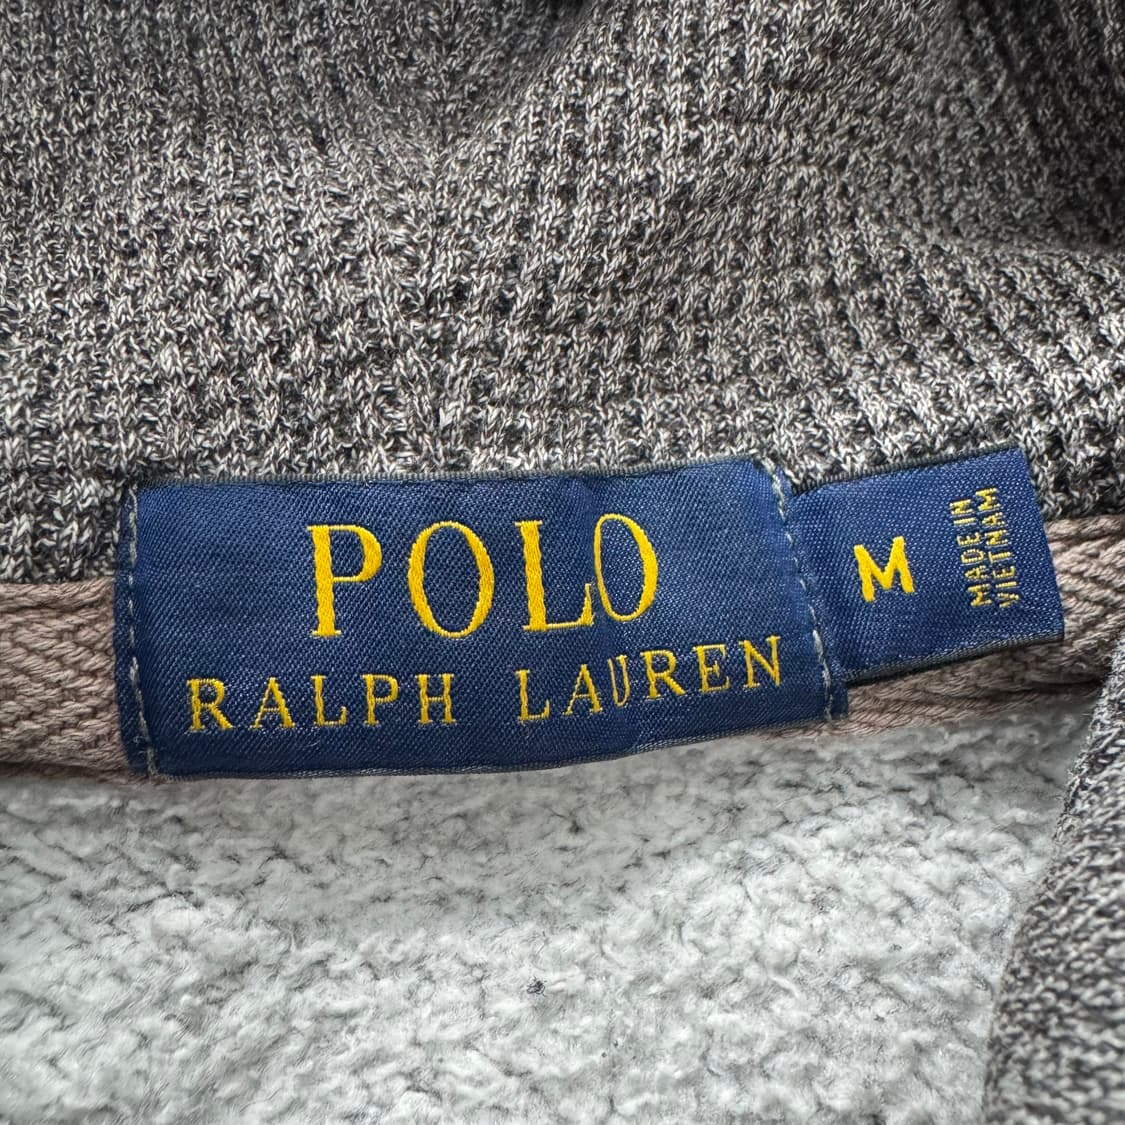 POLO
RALPH LAUREN
M
MADE IN
VIETNAM